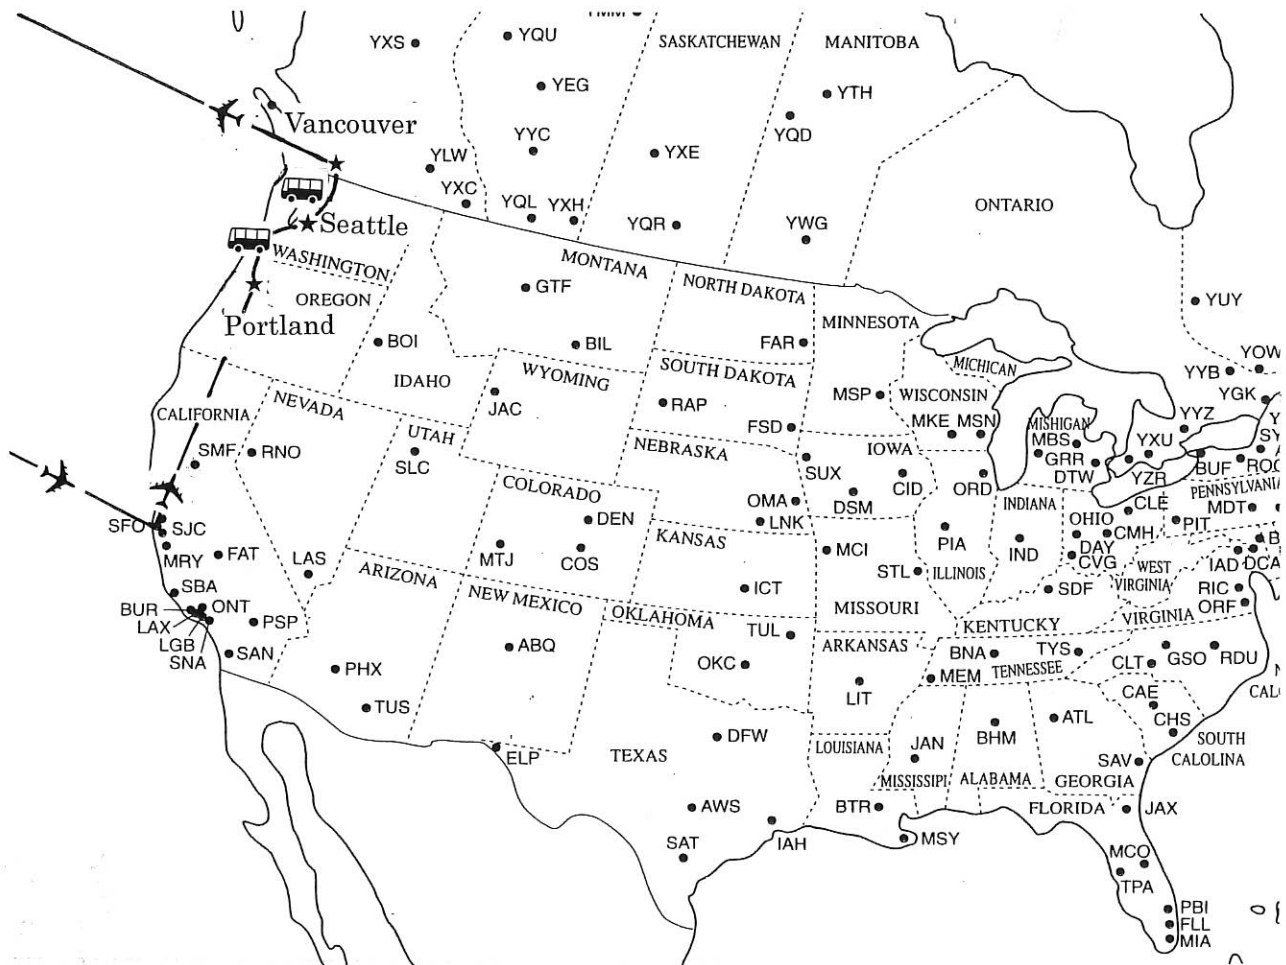 YXS
YQU
SASKATCHEWAN
MANITOBA
YEG
YTH
YQD
Vancouver
YYC
YXE
YLW
YXC
YQL
YXH
YQR
YWG
ONTARIO
Seattle
WASHINGTON
MONTANA
OREGON
GTF
NORTH DAKOTA
YUY
Portland
MINNESOTA
BOI
BIL
FAR
MICHICAN
YOW
YYB
IDAHO
WYOMING
SOUTH DAKOTA
WISCONSIN
JAC
RAP
MSP
YGK
CALIFORNIA
NEVADA
FSD
MKE
MSN
MISHIGAN
YYZ
UTAH
NEBRASKA
IOWA
MBS
YXU
SMF
RNO
SLC
SUX
GRR
DTW
YZR
BUF
COLORADO
OMA
DSM
CID
ORD
INDIANA
CLE
PENNSYLVANIA
SFO
SJC
DEN
LNK
OHIO
CMH
PIT
MDT
KANSAS
MRY
FAT
LAS
MTJ
COS
MCI
PIA
IND
DAY
CVG
WEST
VIRGINIA
IAD
DCA
ARIZONA
STL
ILLINOIS
SBA
NEW MEXICO
ICT
SDF
RIC
ORF
BUR
ONT
OKLAHOMA
MISSOURI
LAX
PSP
TUL
KENTUCKY
VIRGINIA
LGB
SNA
SAN
ABQ
OKC
ARKANSAS
BNA
TYS
CLT
GSO
RDU
PHX
MEM
TENNESSEE
LIT
CAE
TUS
ATL
CHS
DFW
BHM
ELP
TEXAS
LOUISIANA
JAN
SAV
SOUTH
CALOLINA
MISSISSIPI
ALABAMA
GEORGIA
AWS
BTR
FLORIDA
JAX
SAT
IAH
MSY
MCO
TPA
PBI
FLL
MIA